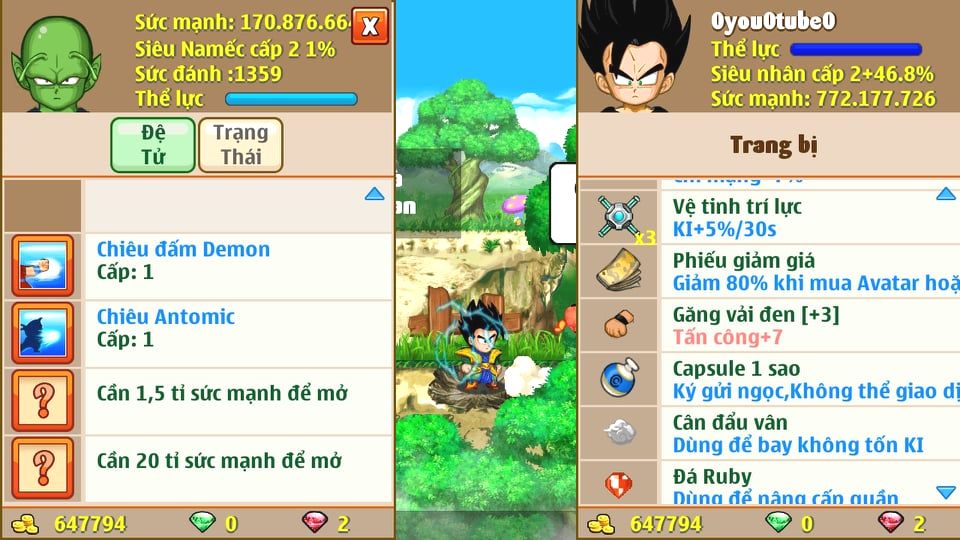 Sức mạnh: 170.876.66
X
Siêu Namếc cấp 2 1%
Sức đánh :1359
Thể lực
Đệ
Tử
Trạng
Thái
Chiêu đấm Demon
Cấp: 1
Chiêu Antomic
Cấp: 1
Cần 1,5 tỉ sức mạnh để mở
Cần 20 tỉ sức mạnh để mở
647794
0
2
an
0you0tube0
Thể lực
Siêu nhân cấp 2+46.8%
Sức mạnh: 772.177.726
Trang bị
Vệ tinh trí lực
KI+5%/30s
x3
Phiếu giảm giá
Giảm 80% khi mua Avatar hoặ
Găng vải đen [+3]
Tấn công+7
Capsule 1 sao
Ký gửi ngọc,Không thể giao dị
Cân đẩu vân
Dùng để bay không tốn KI
Đá Ruby
Dùng để nâng cấp quần
647794
0
2